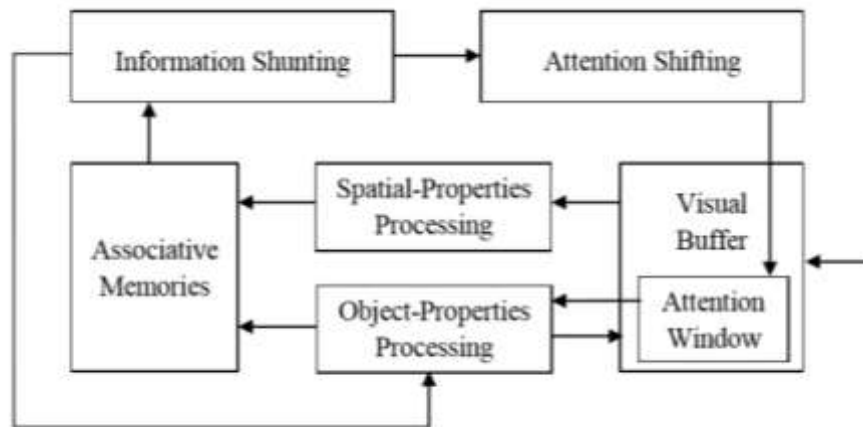 Information Shunting
Attention Shifting
Spatial-Properties
Processing
Visual
Buffer
Associative
Memories
Object-Properties
Processing
Attention
Window